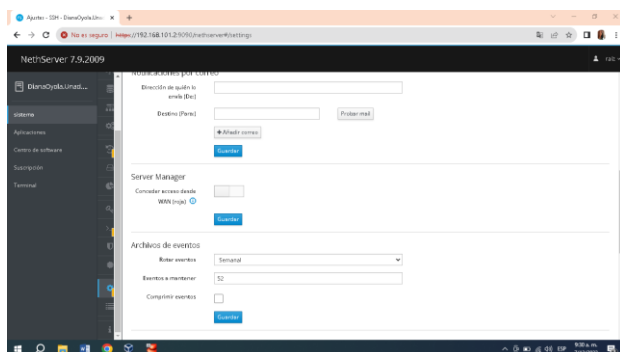 Ajustes - SSH - DianaOyola.Unad
No es seguro | https://192.168.101.2:9090/nethserver#/settings
NethServer 7.9.2009
DianaOyola.Unad....
Sistema
Aplicaciones
Centro de software
Suscripción
Terminal
Notificaciones por correo
Dirección de quién lo
envía (De)
Destino (Para)
Probar mail
+ Añadir correo
Guardar
Server Manager
Conceder acceso desde
WAN (rojo)
Guardar
Archivos de eventos
Rotar eventos
Semanal
Eventos a mantener
52
Comprimir eventos
Guardar
ESP
9:30 a. m.